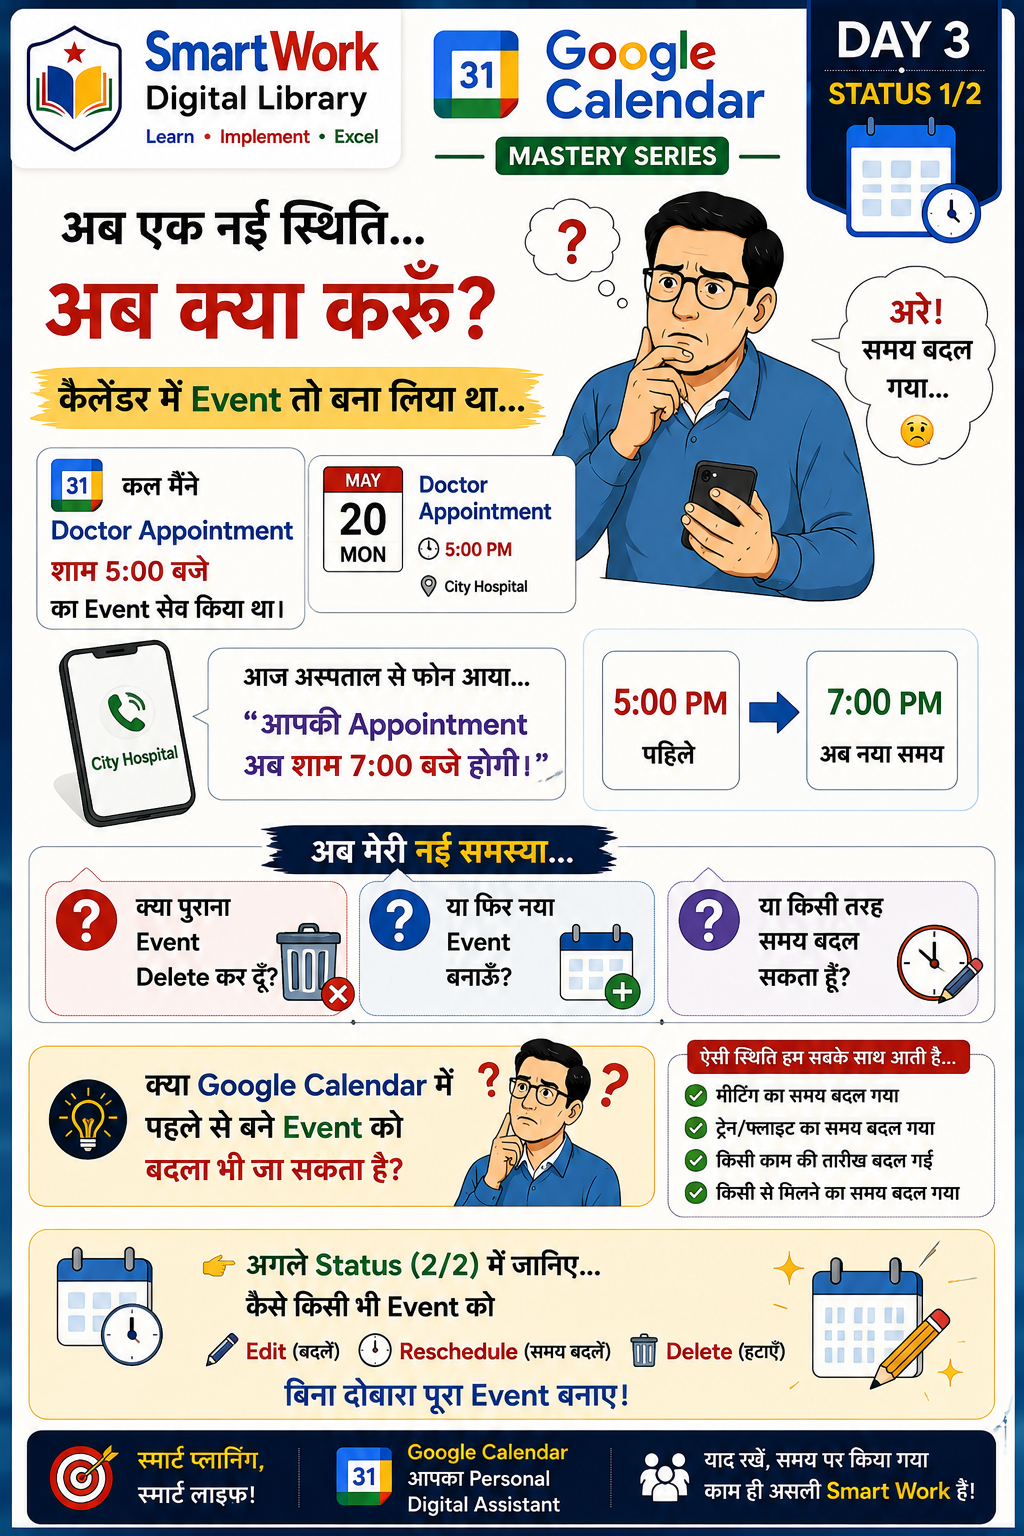 SmartWork
Digital Library
Learn • Implement • Excel
31
Google
Calendar
MASTERY SERIES
DAY 3
STATUS 1/2
अब एक नई स्थिति...
अब क्या करूँ?
?
अरे!
समय बदल
गया...
कैलेंडर में Event तो बना लिया था...
31
कल मैंने
Doctor Appointment
शाम 5:00 बजे
का Event सेव किया था।
MAY
20
MON
Doctor
Appointment
5:00 PM
City Hospital
City Hospital
आज अस्पताल से फोन आया...
“आपकी Appointment
अब शाम 7:00 बजे होगी!”
5:00 PM
पहिले
7:00 PM
अब नया समय
अब मेरी नई समस्या...
?
क्या पुराना
Event
Delete कर दूँ?
?
या फिर नया
Event
बनाऊँ?
?
या किसी तरह
समय बदल
सकता हूँ?
क्या Google Calendar में
पहले से बने Event को
बदला भी जा सकता है?
? ?
ऐसी स्थिति हम सबके साथ आती है...
मीटिंग का समय बदल गया
ट्रेन/फ्लाइट का समय बदल गया
किसी काम की तारीख बदल गई
किसी से मिलने का समय बदल गया
अगले Status (2/2) में जानिए...
कैसे किसी भी Event को
Edit (बदलें) Reschedule (समय बदलें) Delete (हटाएँ)
बिना दोबारा पूरा Event बनाए!
स्मार्ट प्लानिंग,
स्मार्ट लाइफ!
31
Google Calendar
आपका Personal
Digital Assistant
याद रखें, समय पर किया गया
काम ही असली Smart Work हैं!